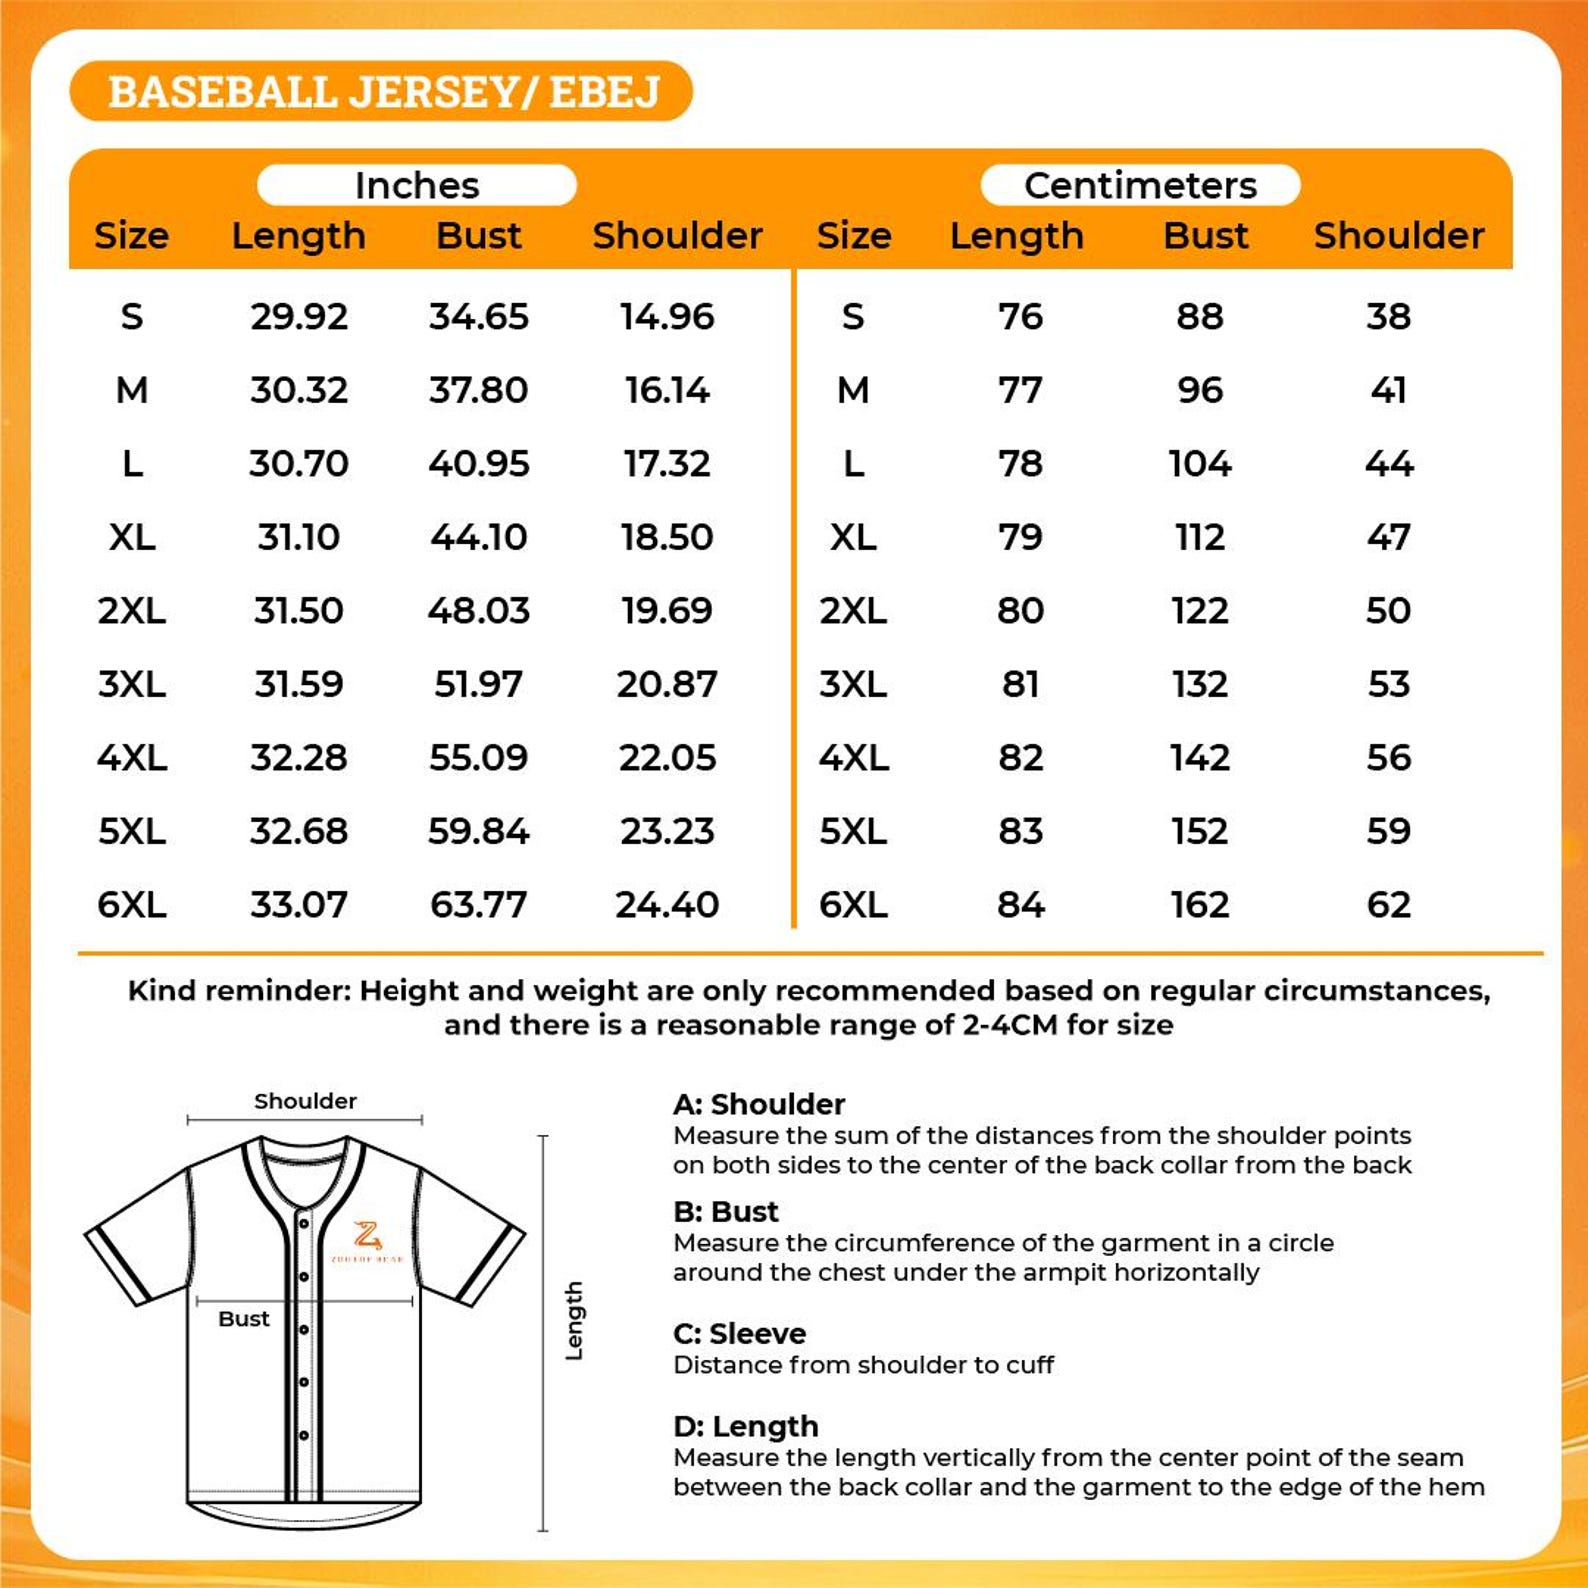 BASEBALL JERSEY/ EBEJ
Inches Centimeters
Size Length Bust Shoulder Size Length Bust Shoulder
S 29.92 34.65 14.96 S 76 88 38
M 30.32 37.80 16.14 M 77 96 41
L 30.70 40.95 17.32 L 78 104 44
XL 31.10 44.10 18.50 XL 79 112 47
2XL 31.50 48.03 19.69 2XL 80 122 50
3XL 31.59 51.97 20.87 3XL 81 132 53
4XL 32.28 55.09 22.05 4XL 82 142 56
5XL 32.68 59.84 23.23 5XL 83 152 59
6XL 33.07 63.77 24.40 6XL 84 162 62
Kind reminder: Height and weight are only recommended based on regular circumstances,
and there is a reasonable range of 2-4CM for size
Shoulder
Bust
Length
A: Shoulder
Measure the sum of the distances from the shoulder points
on both sides to the center of the back collar from the back
B: Bust
Measure the circumference of the garment in a circle
around the chest under the armpit horizontally
C: Sleeve
Distance from shoulder to cuff
D: Length
Measure the length vertically from the center point of the seam
between the back collar and the garment to the edge of the hem